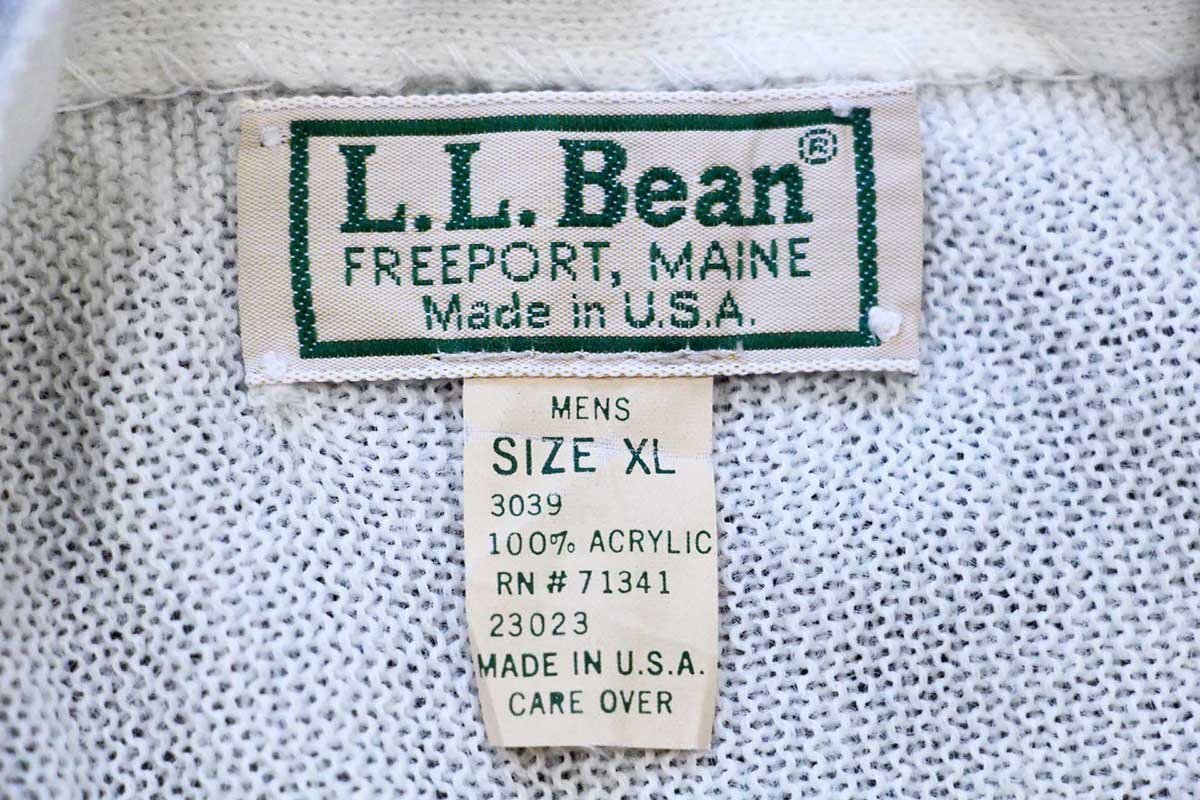 L.L.Bean®
FREEPORT, MAINE
Made in U.S.A.
MENS
SIZE XL
3039
100% ACRYLIC
RN # 71341
23023
MADE IN U.S.A.
CARE OVER